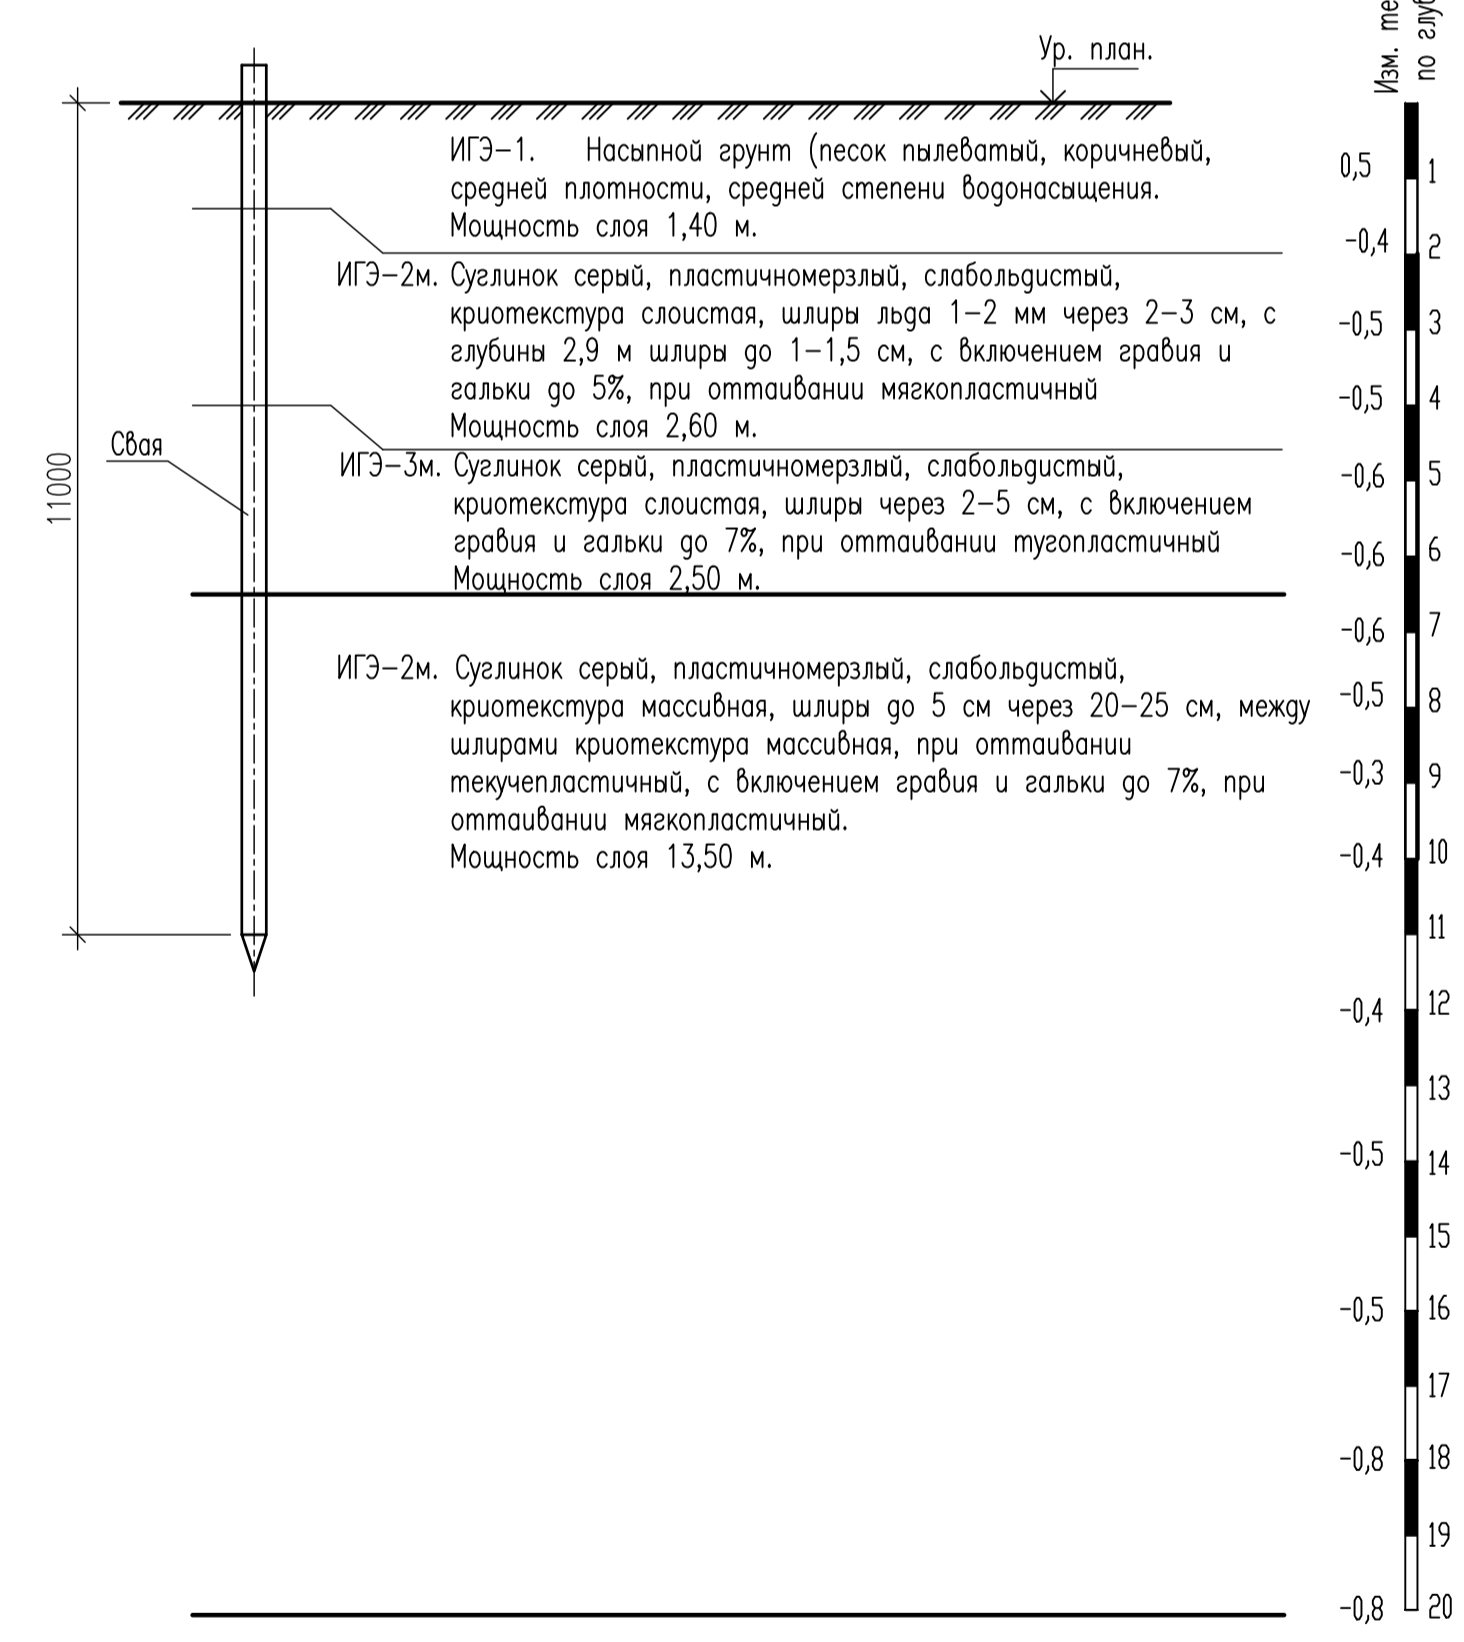 Ур. план.
Изм. те
по глу
11000
Свая
ИГЭ-1. Насыпной грунт (песок пылеватый, коричневый,
средней плотности, средней степени водонасыщения.
Мощность слоя 1,40 м.
ИГЭ-2м. Суглинок серый, пластичномерзлый, слабольдистый,
криотекстура слоистая, шлиры льда 1-2 мм через 2-3 см, с
глубины 2,9 м шлиры до 1-1,5 см, с включением гравия и
гальки до 5%, при оттаивании мягкопластичный
Мощность слоя 2,60 м.
ИГЭ-3м. Суглинок серый, пластичномерзлый, слабольдистый,
криотекстура слоистая, шлиры через 2-5 см, с включением
гравия и гальки до 7%, при оттаивании тугопластичный
Мощность слоя 2,50 м.
ИГЭ-2м. Суглинок серый, пластичномерзлый, слабольдистый,
криотекстура массивная, шлиры до 5 см через 20-25 см, между
шлирами криотекстура массивная, при оттаивании
текучепластичный, с включением гравия и гальки до 7%, при
оттаивании мягкопластичный.
Мощность слоя 13,50 м.
0,5 1
-0,4 2
-0,5 3
-0,5 4
-0,6 5
-0,6 6
-0,6 7
-0,5 8
-0,3 9
-0,4 10
11
-0,4 12
13
-0,5 14
15
-0,5 16
17
-0,8 18
19
-0,8 20